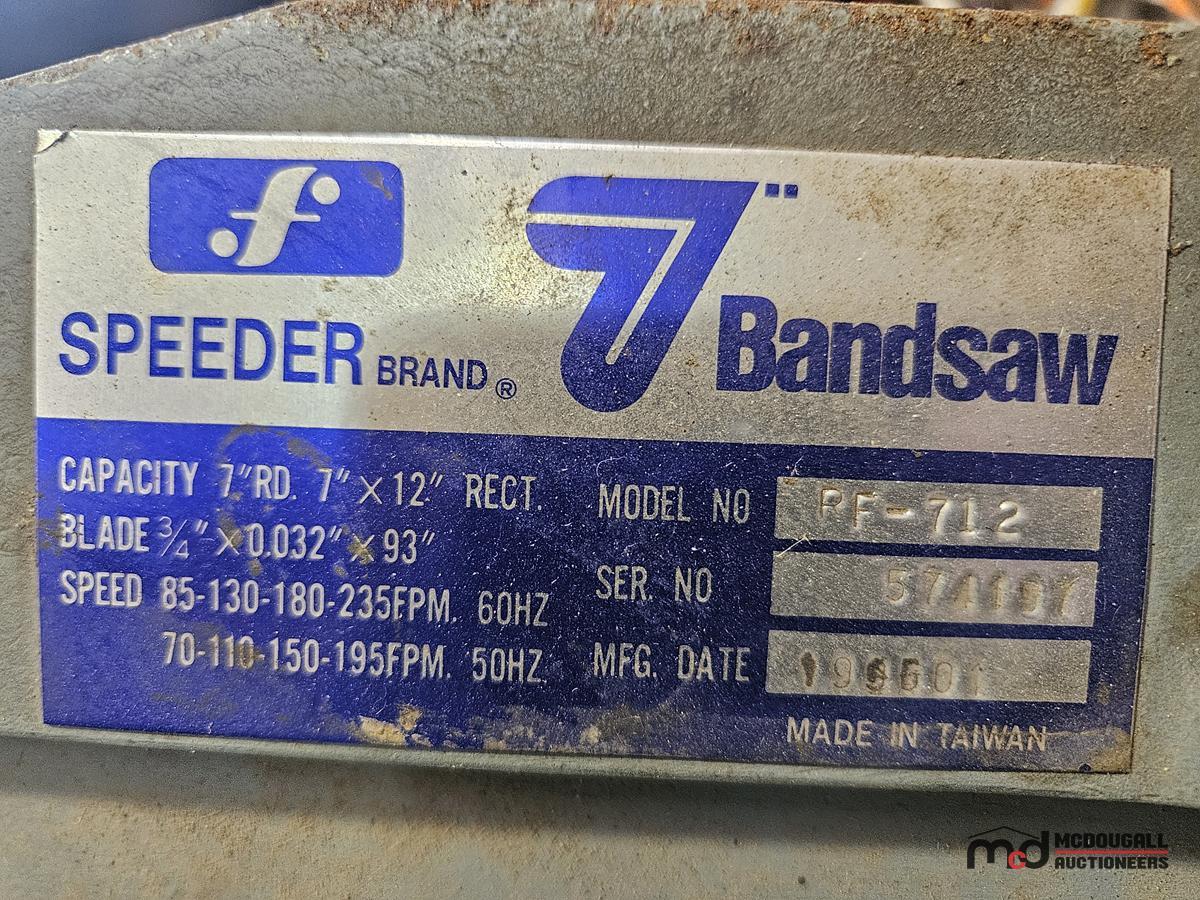 f
SPEEDER BRAND ®
7" Bandsaw
CAPACITY 7"RD. 7"×12" RECT.
BLADE 3/4"×0.032"×93"
SPEED 85-130-180-235FPM. 60HZ
70-110-150-195FPM. 50HZ.
MODEL NO RF-712
SER. NO
MFG. DATE
MADE IN TAIWAN
mcd MCDOUGALL
AUCTIONEERS